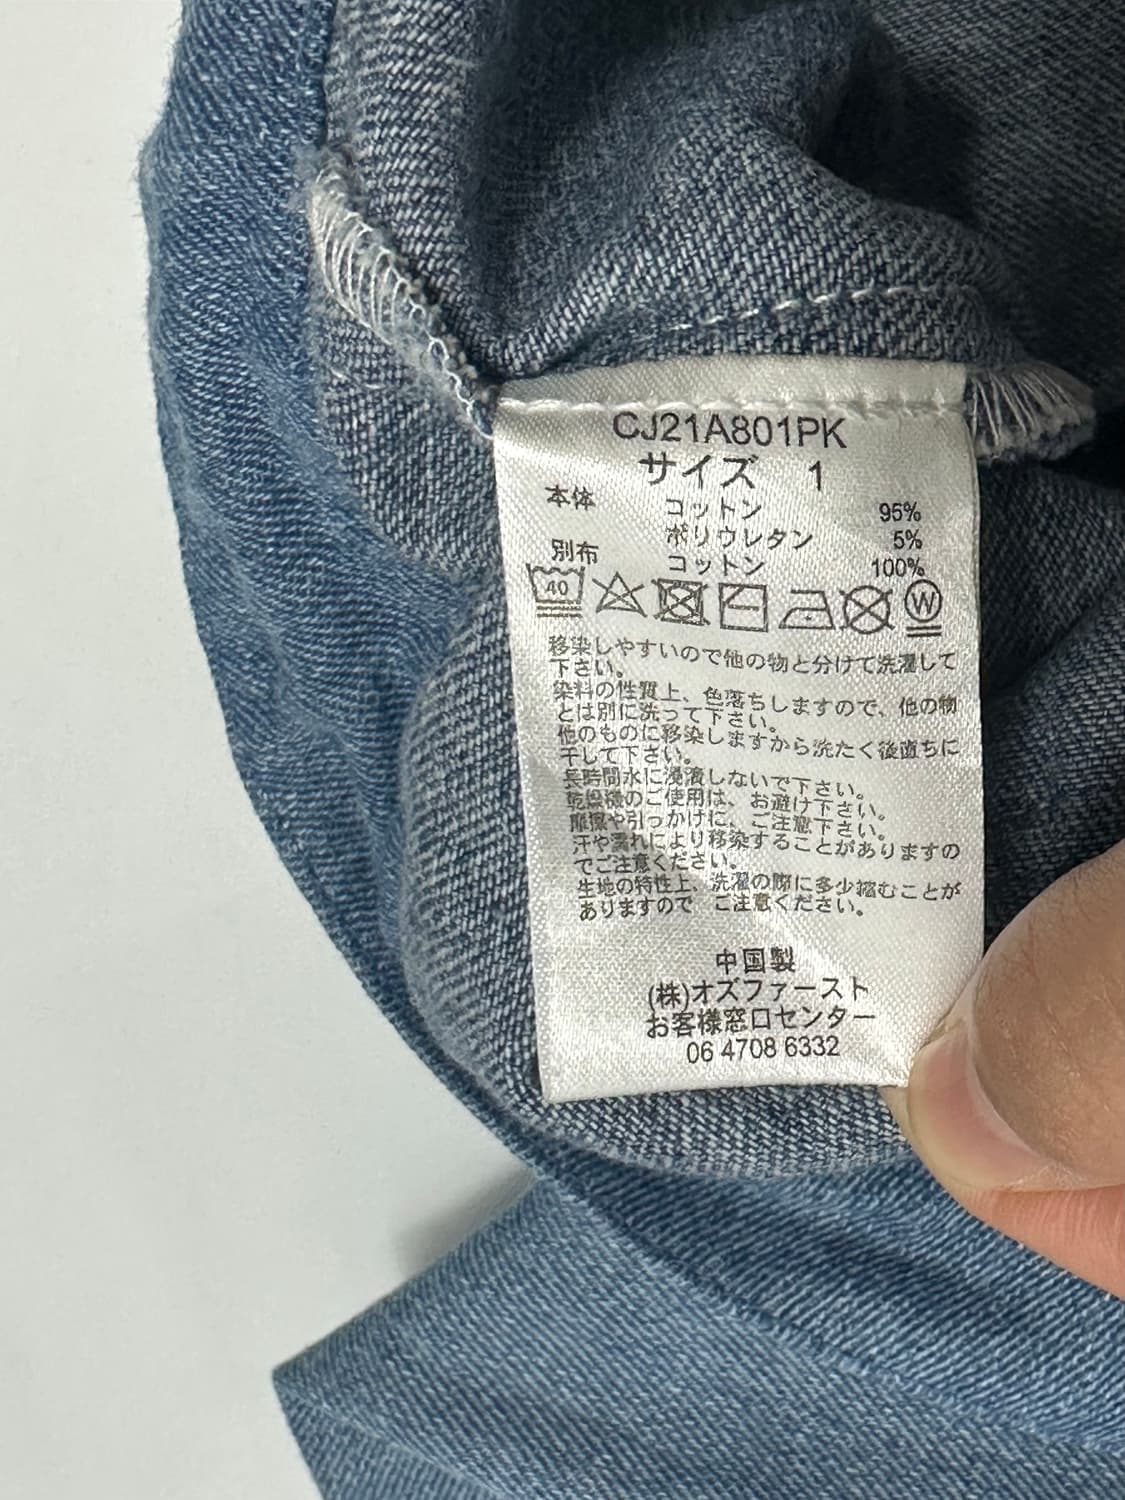 CJ21A801PK
サイズ 1
本体 コットン 95%
ポリウレタン 5%
別布 コットン 100%
40 W
移染しやすいので他の物と分けて洗濯して
下さい。
染料の性質上、色落ちしますので、他の物
とは別に洗って下さい。
他のものに移染しますから洗たく後直ちに
干して下さい。
長時間水に浸漬しないで下さい。
乾燥機のご使用は、お避け下さい。
摩擦や引っかけに、ご注意下さい。
汗や濡れにより移染することがありますの
でご注意ください。
生地の特性上、洗濯の際に多少縮むことが
ありますので ご注意ください。
中国製
(株)オズファースト
お客様窓口センター
06 4708 6332